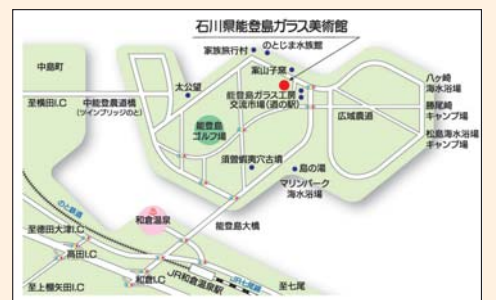 石川県能登島ガラス美術館
家族旅行村
のとじま水族館
中島町
案山子窯
太公望
八ヶ崎
海水浴場
至横田I.C
中能登農道橋
(ツインブリッジのと)
能登島ガラス工房
交流市場(道の駅)
勝尾崎
キャンプ場
広域農道
能登島
ゴルフ場
松島海水浴場
キャンプ場
須曽蝦夷穴古墳
島の湯
マリンパーク
海水浴場
のと鉄道
和倉温泉
能登島大橋
至徳田大津I.C
高田I.C
和倉I.C
JR和倉温泉駅
JR七尾線
至上棚矢田I.C
至七尾